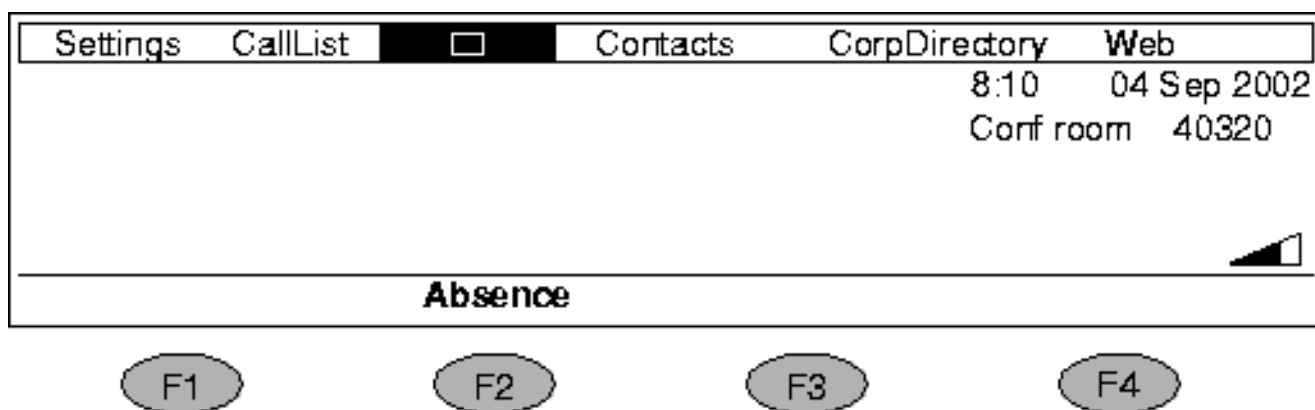 Settings CallList Contacts CorpDirectory Web
8:10 04 Sep 2002
Conf room 40320
Absence
F1 F2 F3 F4